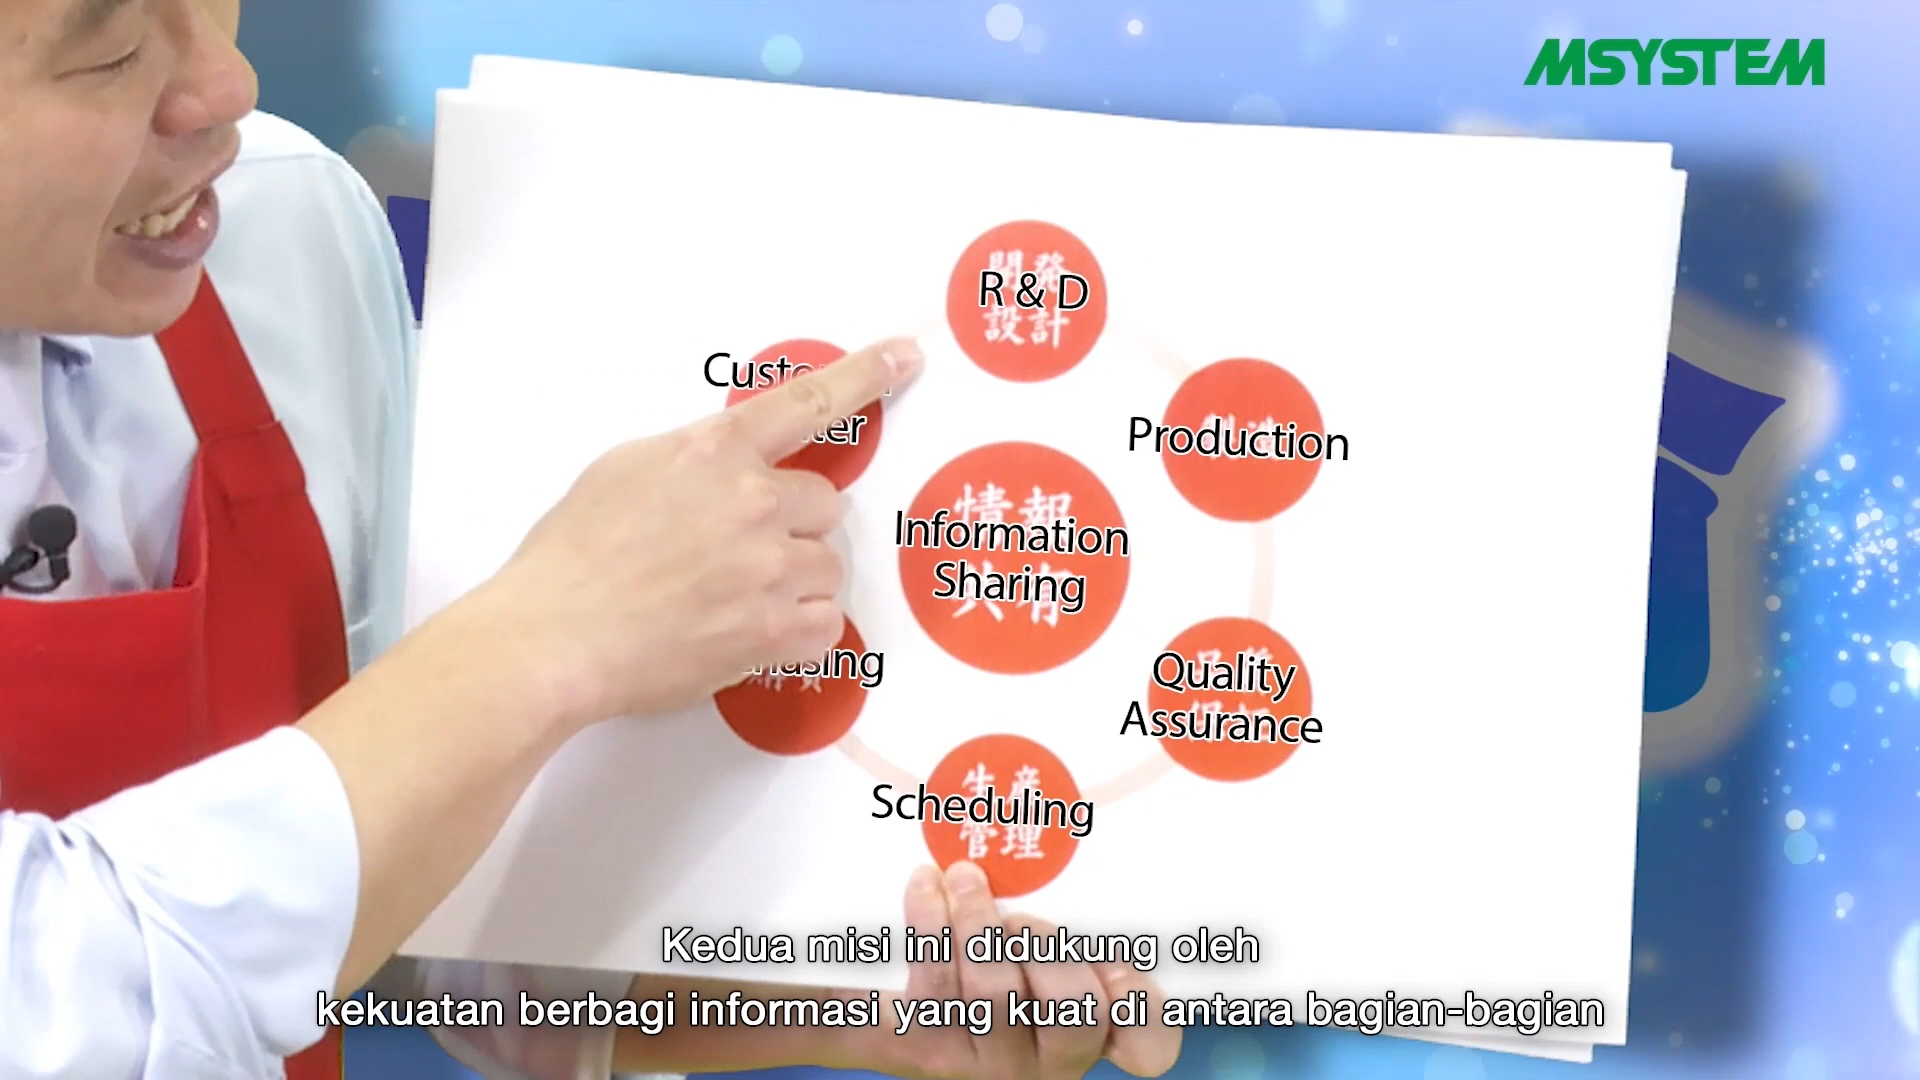 MSYSTEM
開発
R & D
設計
Production
情報
Information
Sharing
共有
Quality
Assurance
生産
Scheduling
管理
Kedua misi ini didukung oleh
kekuatan berbagi informasi yang kuat di antara bagian-bagian